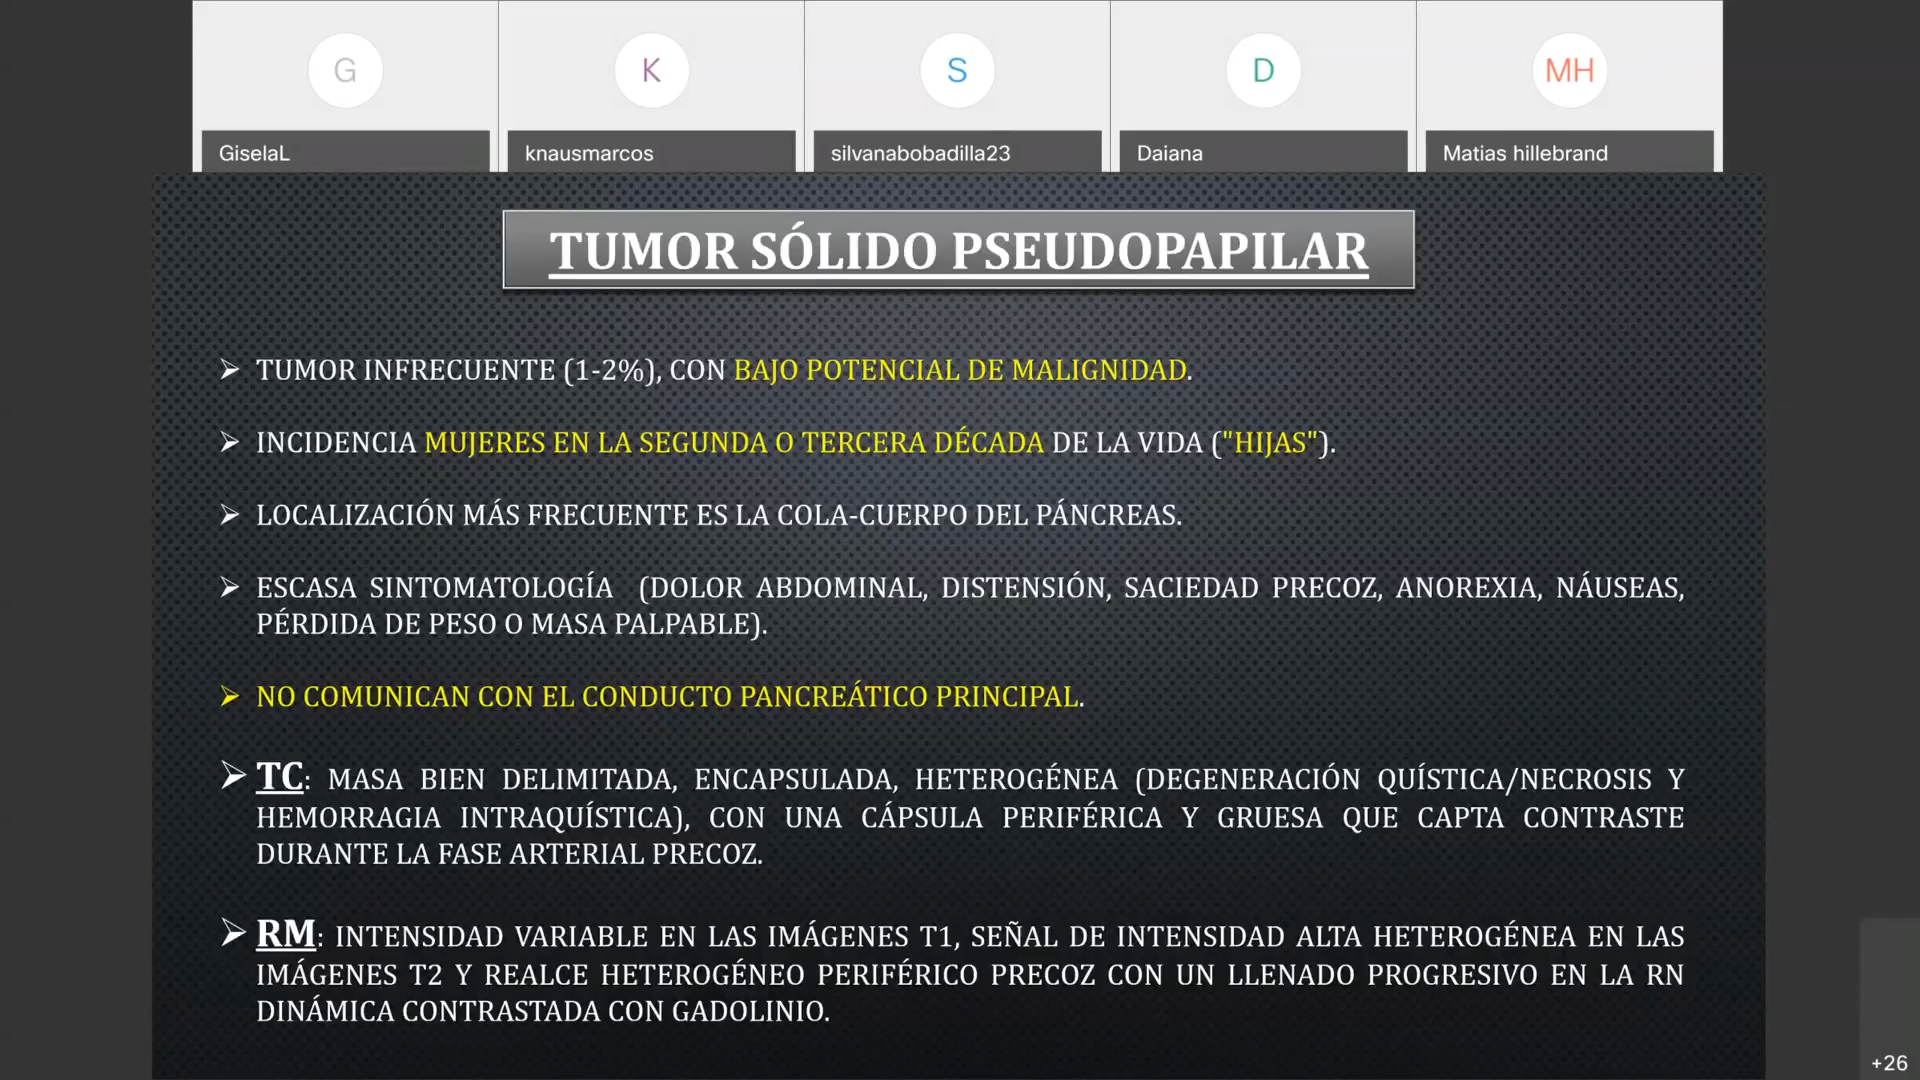 G
K
S
D
MH
GiselaL
knausmarcos
silvanabobadilla23
Daiana
Matias hillebrand
TUMOR SÓLIDO PSEUDOPAPILAR
➢ TUMOR INFRECUENTE (1-2%), CON BAJO POTENCIAL DE MALIGNIDAD.
➢ INCIDENCIA MUJERES EN LA SEGUNDA O TERCERA DÉCADA DE LA VIDA ("HIJAS").
➢ LOCALIZACIÓN MÁS FRECUENTE ES LA COLA-CUERPO DEL PÁNCREAS.
➢ ESCASA SINTOMATOLOGÍA (DOLOR ABDOMINAL, DISTENSIÓN, SACIEDAD PRECOZ, ANOREXIA, NÁUSEAS,
PÉRDIDA DE PESO O MASA PALPABLE).
➢ NO COMUNICAN CON EL CONDUCTO PANCREÁTICO PRINCIPAL.
➢ TC: MASA BIEN DELIMITADA, ENCAPSULADA, HETEROGÉNEA (DEGENERACIÓN QUÍSTICA/NECROSIS Y
HEMORRAGIA INTRAQUÍSTICA), CON UNA CÁPSULA PERIFÉRICA Y GRUESA QUE CAPTA CONTRASTE
DURANTE LA FASE ARTERIAL PRECOZ.
➢ RM: INTENSIDAD VARIABLE EN LAS IMÁGENES T1, SEÑAL DE INTENSIDAD ALTA HETEROGÉNEA EN LAS
IMÁGENES T2 Y REALCE HETEROGÉNEO PERIFÉRICO PRECOZ CON UN LLENADO PROGRESIVO EN LA RN
DINÁMICA CONTRASTADA CON GADOLINIO.
+26